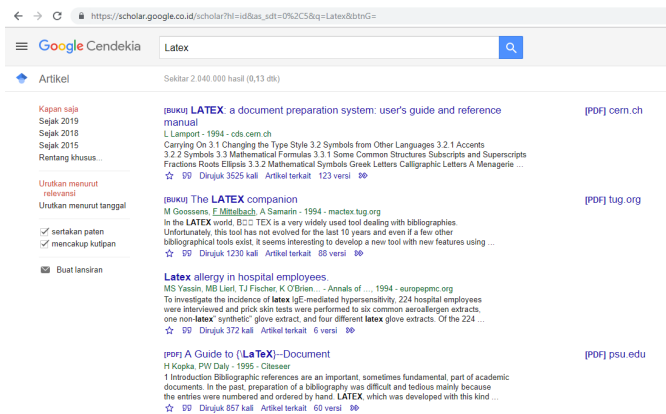 https://scholar.google.co.id/scholar?hl=id&as_sdt=0%2C5&q=Latex&btnG=
Google Cendekia
Latex
Artikel
Sekitar 2.040.000 hasil (0,13 dtk)
Kapan saja
Sejak 2019
Sejak 2018
Sejak 2015
Rentang khusus...
Urutkan menurut
relevansi
Urutkan menurut tanggal
sertakan paten
mencakup kutipan
Buat lansiran
[BUKU] LATEX: a document preparation system: user's guide and reference
manual
[PDF] cern.ch
L Lamport - 1994 - cds.cern.ch
Carrying On 3.1 Changing the Type Style 3.2 Symbols from Other Languages 3.2.1 Accents
3.2.2 Symbols 3.3 Mathematical Formulas 3.3.1 Some Common Structures Subscripts and Superscripts
Fractions Roots Ellipsis 3.3.2 Mathematical Symbols Greek Letters Calligraphic Letters A Menagerie ...
Dirujuk 3525 kali Artikel terkait 123 versi
[BUKU] The LATEX companion
[PDF] tug.org
M Goossens, F Mittelbach, A Samarin - 1994 - mactex.tug.org
In the LATEX world, B□□ TEX is a very widely used tool dealing with bibliographies.
Unfortunately, this tool has not evolved for the last 10 years and even if a few other
bibliographical tools exist, it seems interesting to develop a new tool with new features using ...
Dirujuk 1230 kali Artikel terkait 88 versi
Latex allergy in hospital employees.
MS Yassin, MB Lierl, TJ Fischer, K O'Brien... - Annals of ..., 1994 - europepmc.org
To investigate the incidence of latex IgE-mediated hypersensitivity, 224 hospital employees
were interviewed and prick skin tests were performed to six common aeroallergen extracts,
one non-latex" synthetic" glove extract, and four different latex glove extracts. Of the 224 ...
Dirujuk 372 kali Artikel terkait 6 versi
[PDF] A Guide to {\LaTeX}--Document
[PDF] psu.edu
H Kopka, PW Daly - 1995 - Citeseer
1 Introduction Bibliographic references are an important, sometimes fundamental, part of academic
documents. In the past, preparation of a bibliography was difficult and tedious mainly because
the entries were numbered and ordered by hand. LATEX, which was developed with this kind ...
Dirujuk 857 kali Artikel terkait 60 versi